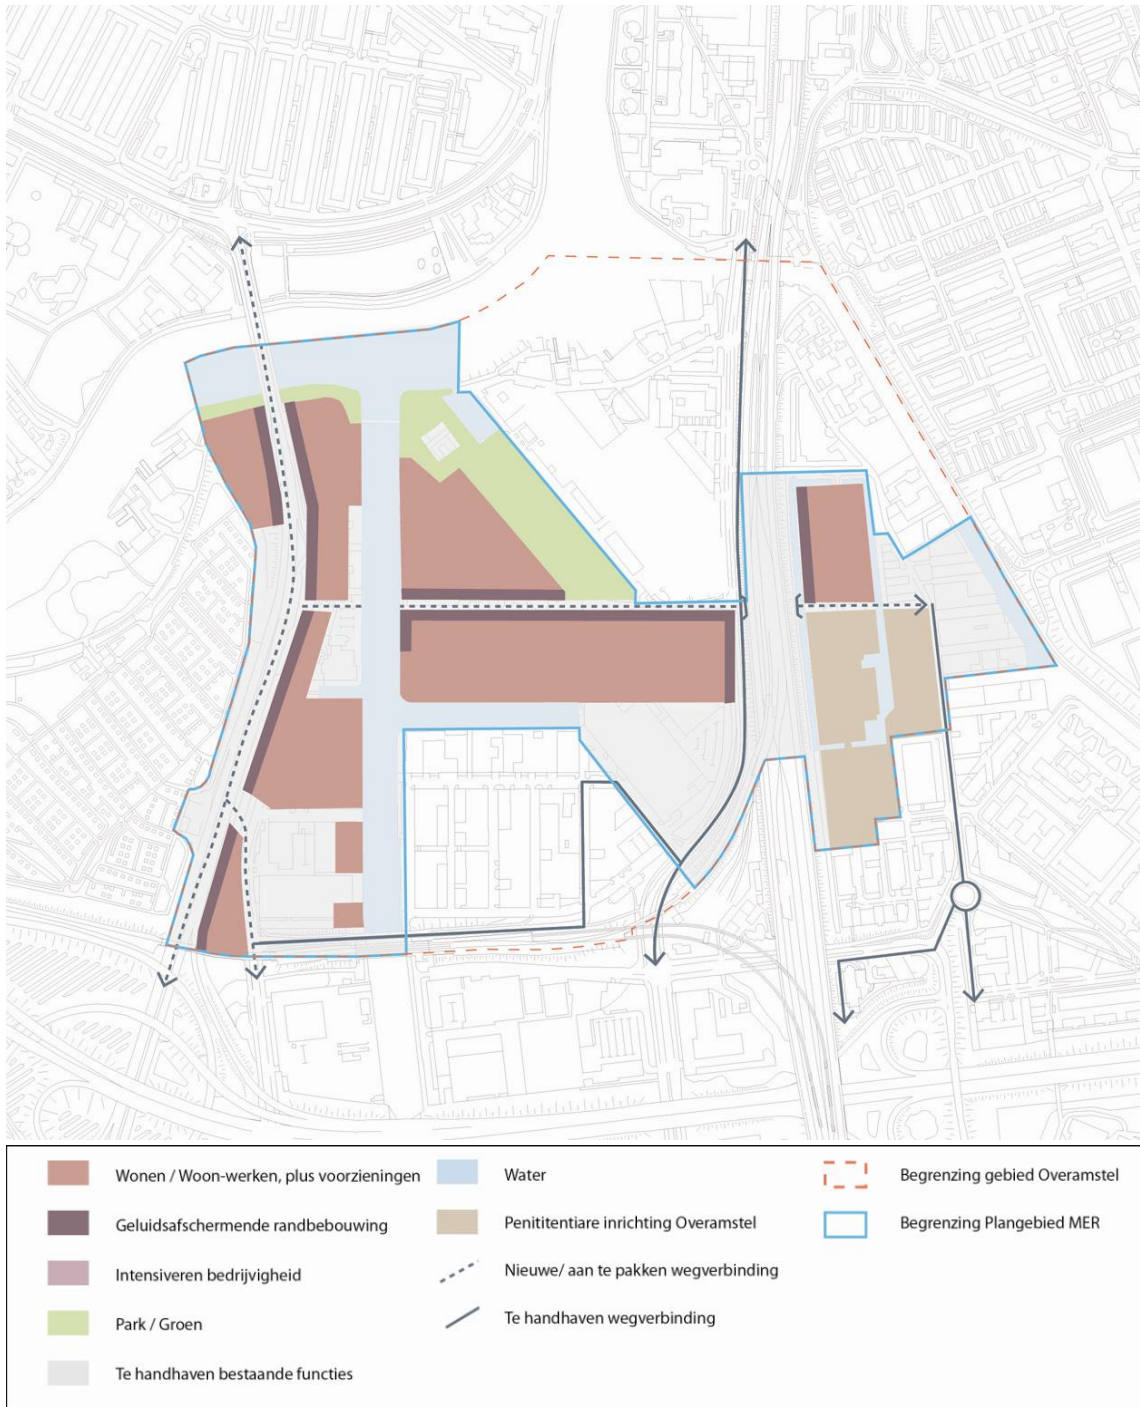 Wonen / Woon-werken, plus voorzieningen
Geluidsafschermende randbebouwing
Intensiveren bedrijvigheid
Park / Groen
Te handhaven bestaande functies
Water
Penititentiare inrichting Overamstel
Nieuwe/ aan te pakken wegverbinding
Te handhaven wegverbinding
Begrenzing gebied Overamstel
Begrenzing Plangebied MER